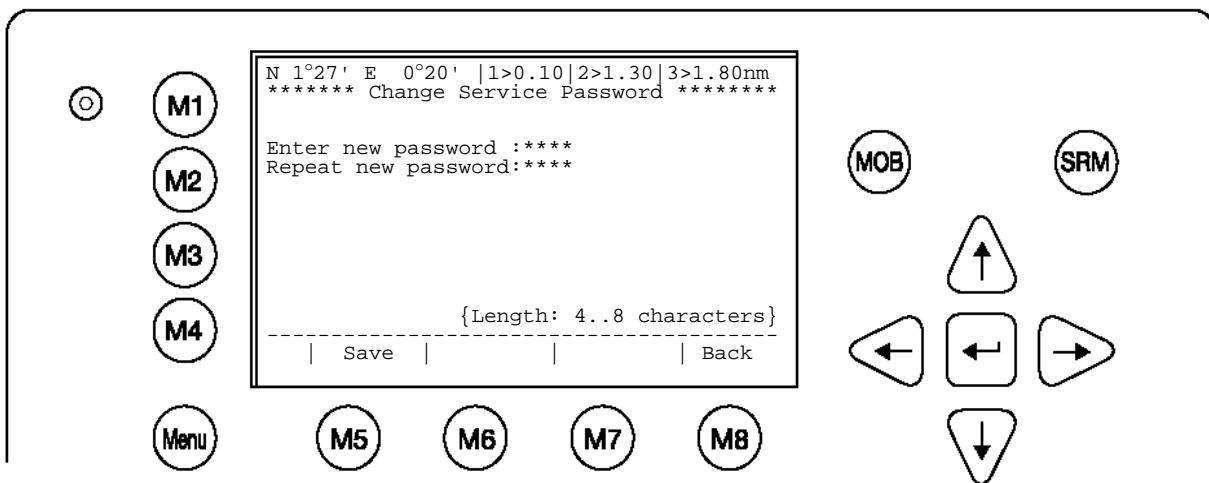 N 1°27' E 0°20' |1>0.10|2>1.30|3>1.80nm
******* Change Service Password ********
Enter new password :****
Repeat new password:****
{Length: 4..8 characters}
----------------------------------------
| Save | | | Back
M1
M2
M3
M4
Menu
M5
M6
M7
M8
MOB
SRM